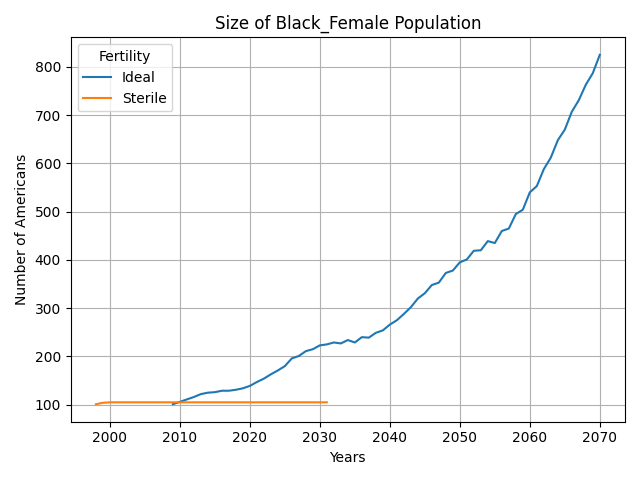 Size of Black_Female Population
Fertility
Ideal
Sterile
Number of Americans
800
700
600
500
400
300
200
100
2000 2010 2020 2030 2040 2050 2060 2070
Years